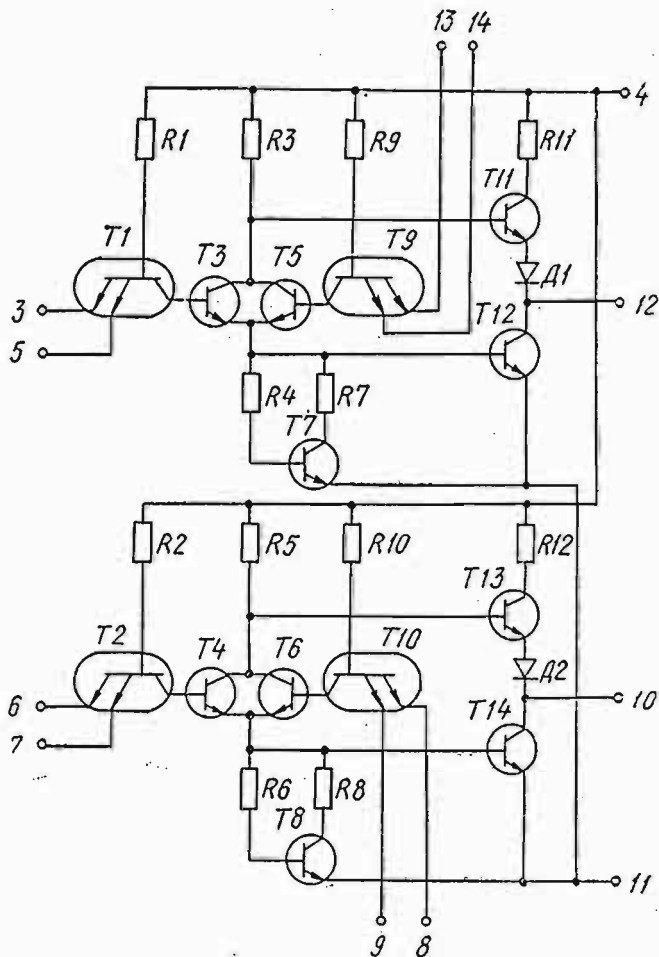 13 14
4
R1 R3 R9 R11
T11
T1 T3 T5 T9
Д1
3 12
T12
5
R4 R7
T7
R2 R5 R10 R12
T13
T2 T4 T6 T10
Д2
6 10
T14
7
R6 R8
T8
11
9 8